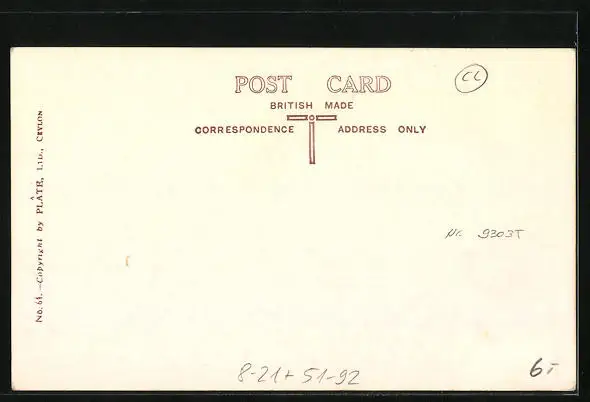 POST CARD
CL
BRITISH MADE
CORRESPONDENCE ADDRESS ONLY
No. 61.—Copyright by PLÂTÉ, LTD., CEYLON
9303T
8-21+51-92
6